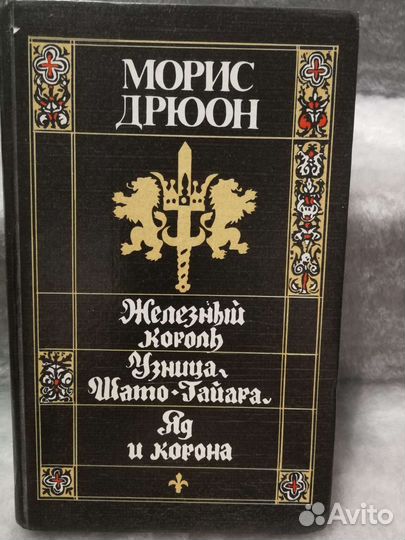 МОРИС
ДРЮОН
Железный
король
Узница
Шато-Гайара
Яд
и корона
Avito